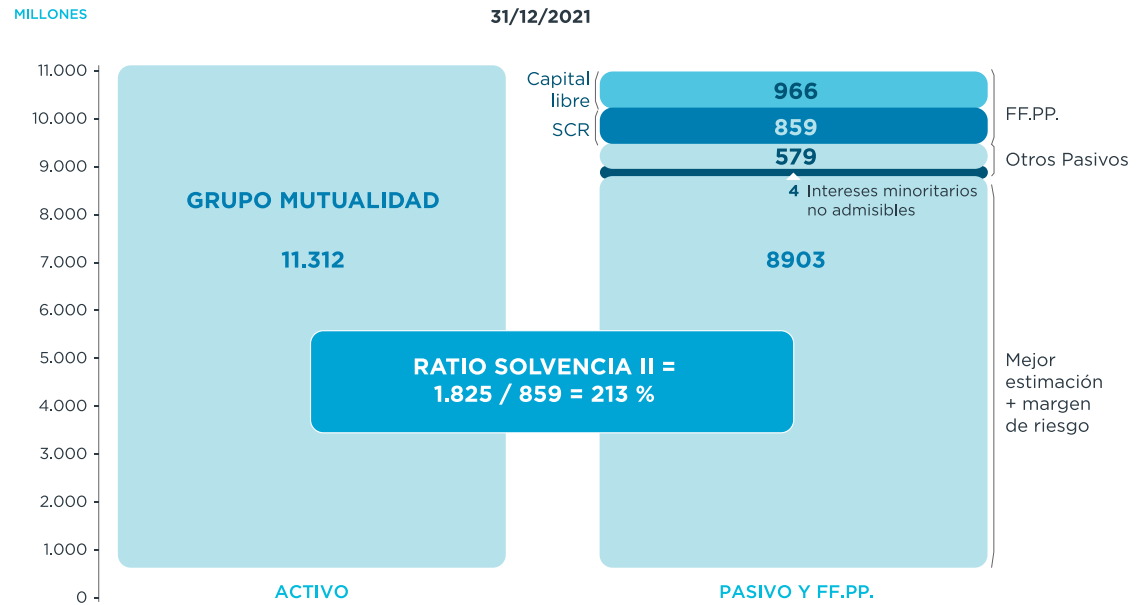 MILLONES
31/12/2021
11.000
10.000
9.000
8.000
7.000
6.000
5.000
4.000
3.000
2.000
1.000
0
GRUPO MUTUALIDAD
11.312
ACTIVO
Capital
libre
SCR
966
859
579
4 Intereses minoritarios
no admisibles
8903
FF.PP.
Otros Pasivos
Mejor
estimación
+ margen
de riesgo
RATIO SOLVENCIA II =
1.825 / 859 = 213 %
PASIVO Y FF.PP.